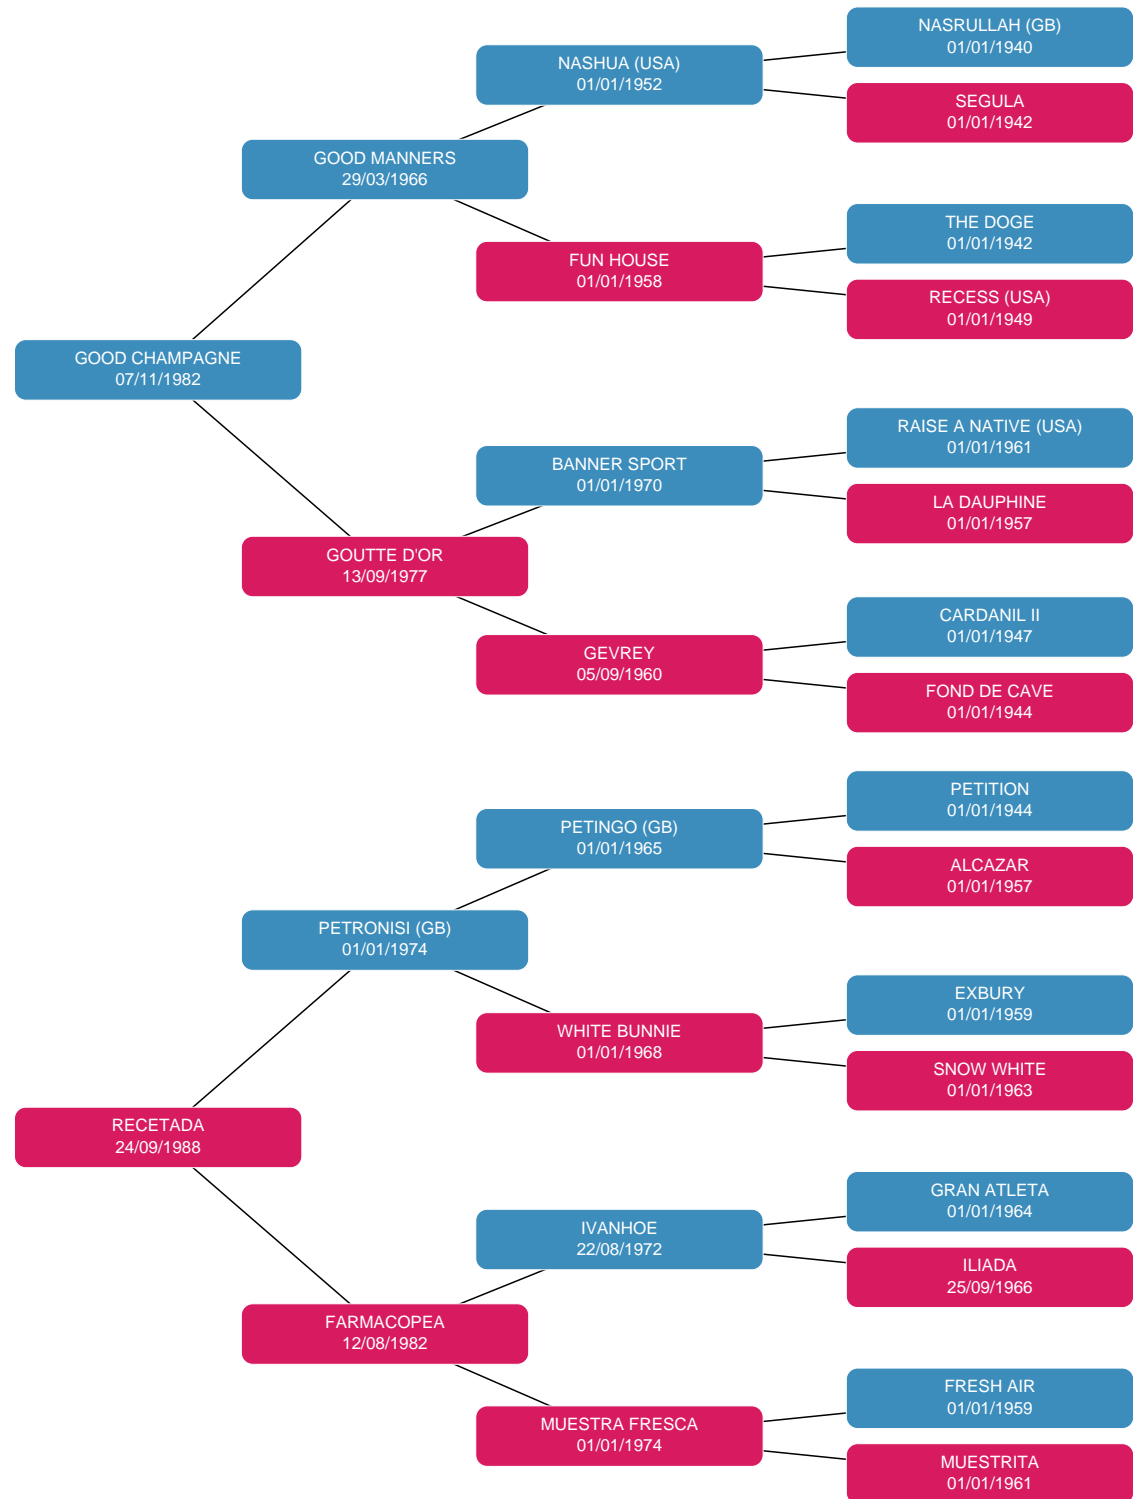 NASRULLAH (GB)
01/01/1940
NASHUA (USA)
01/01/1952
SEGULA
01/01/1942
GOOD MANNERS
29/03/1966
THE DOGE
01/01/1942
FUN HOUSE
01/01/1958
RECESS (USA)
01/01/1949
GOOD CHAMPAGNE
07/11/1982
RAISE A NATIVE (USA)
01/01/1961
BANNER SPORT
01/01/1970
LA DAUPHINE
01/01/1957
GOUTTE D'OR
13/09/1977
CARDANIL II
01/01/1947
GEVREY
05/09/1960
FOND DE CAVE
01/01/1944
PETITION
01/01/1944
PETINGO (GB)
01/01/1965
ALCAZAR
01/01/1957
PETRONISI (GB)
01/01/1974
EXBURY
01/01/1959
WHITE BUNNIE
01/01/1968
SNOW WHITE
01/01/1963
RECETADA
24/09/1988
GRAN ATLETA
01/01/1964
IVANHOE
22/08/1972
ILIADA
25/09/1966
FARMACOPEA
12/08/1982
FRESH AIR
01/01/1959
MUESTRA FRESCA
01/01/1974
MUESTRITA
01/01/1961